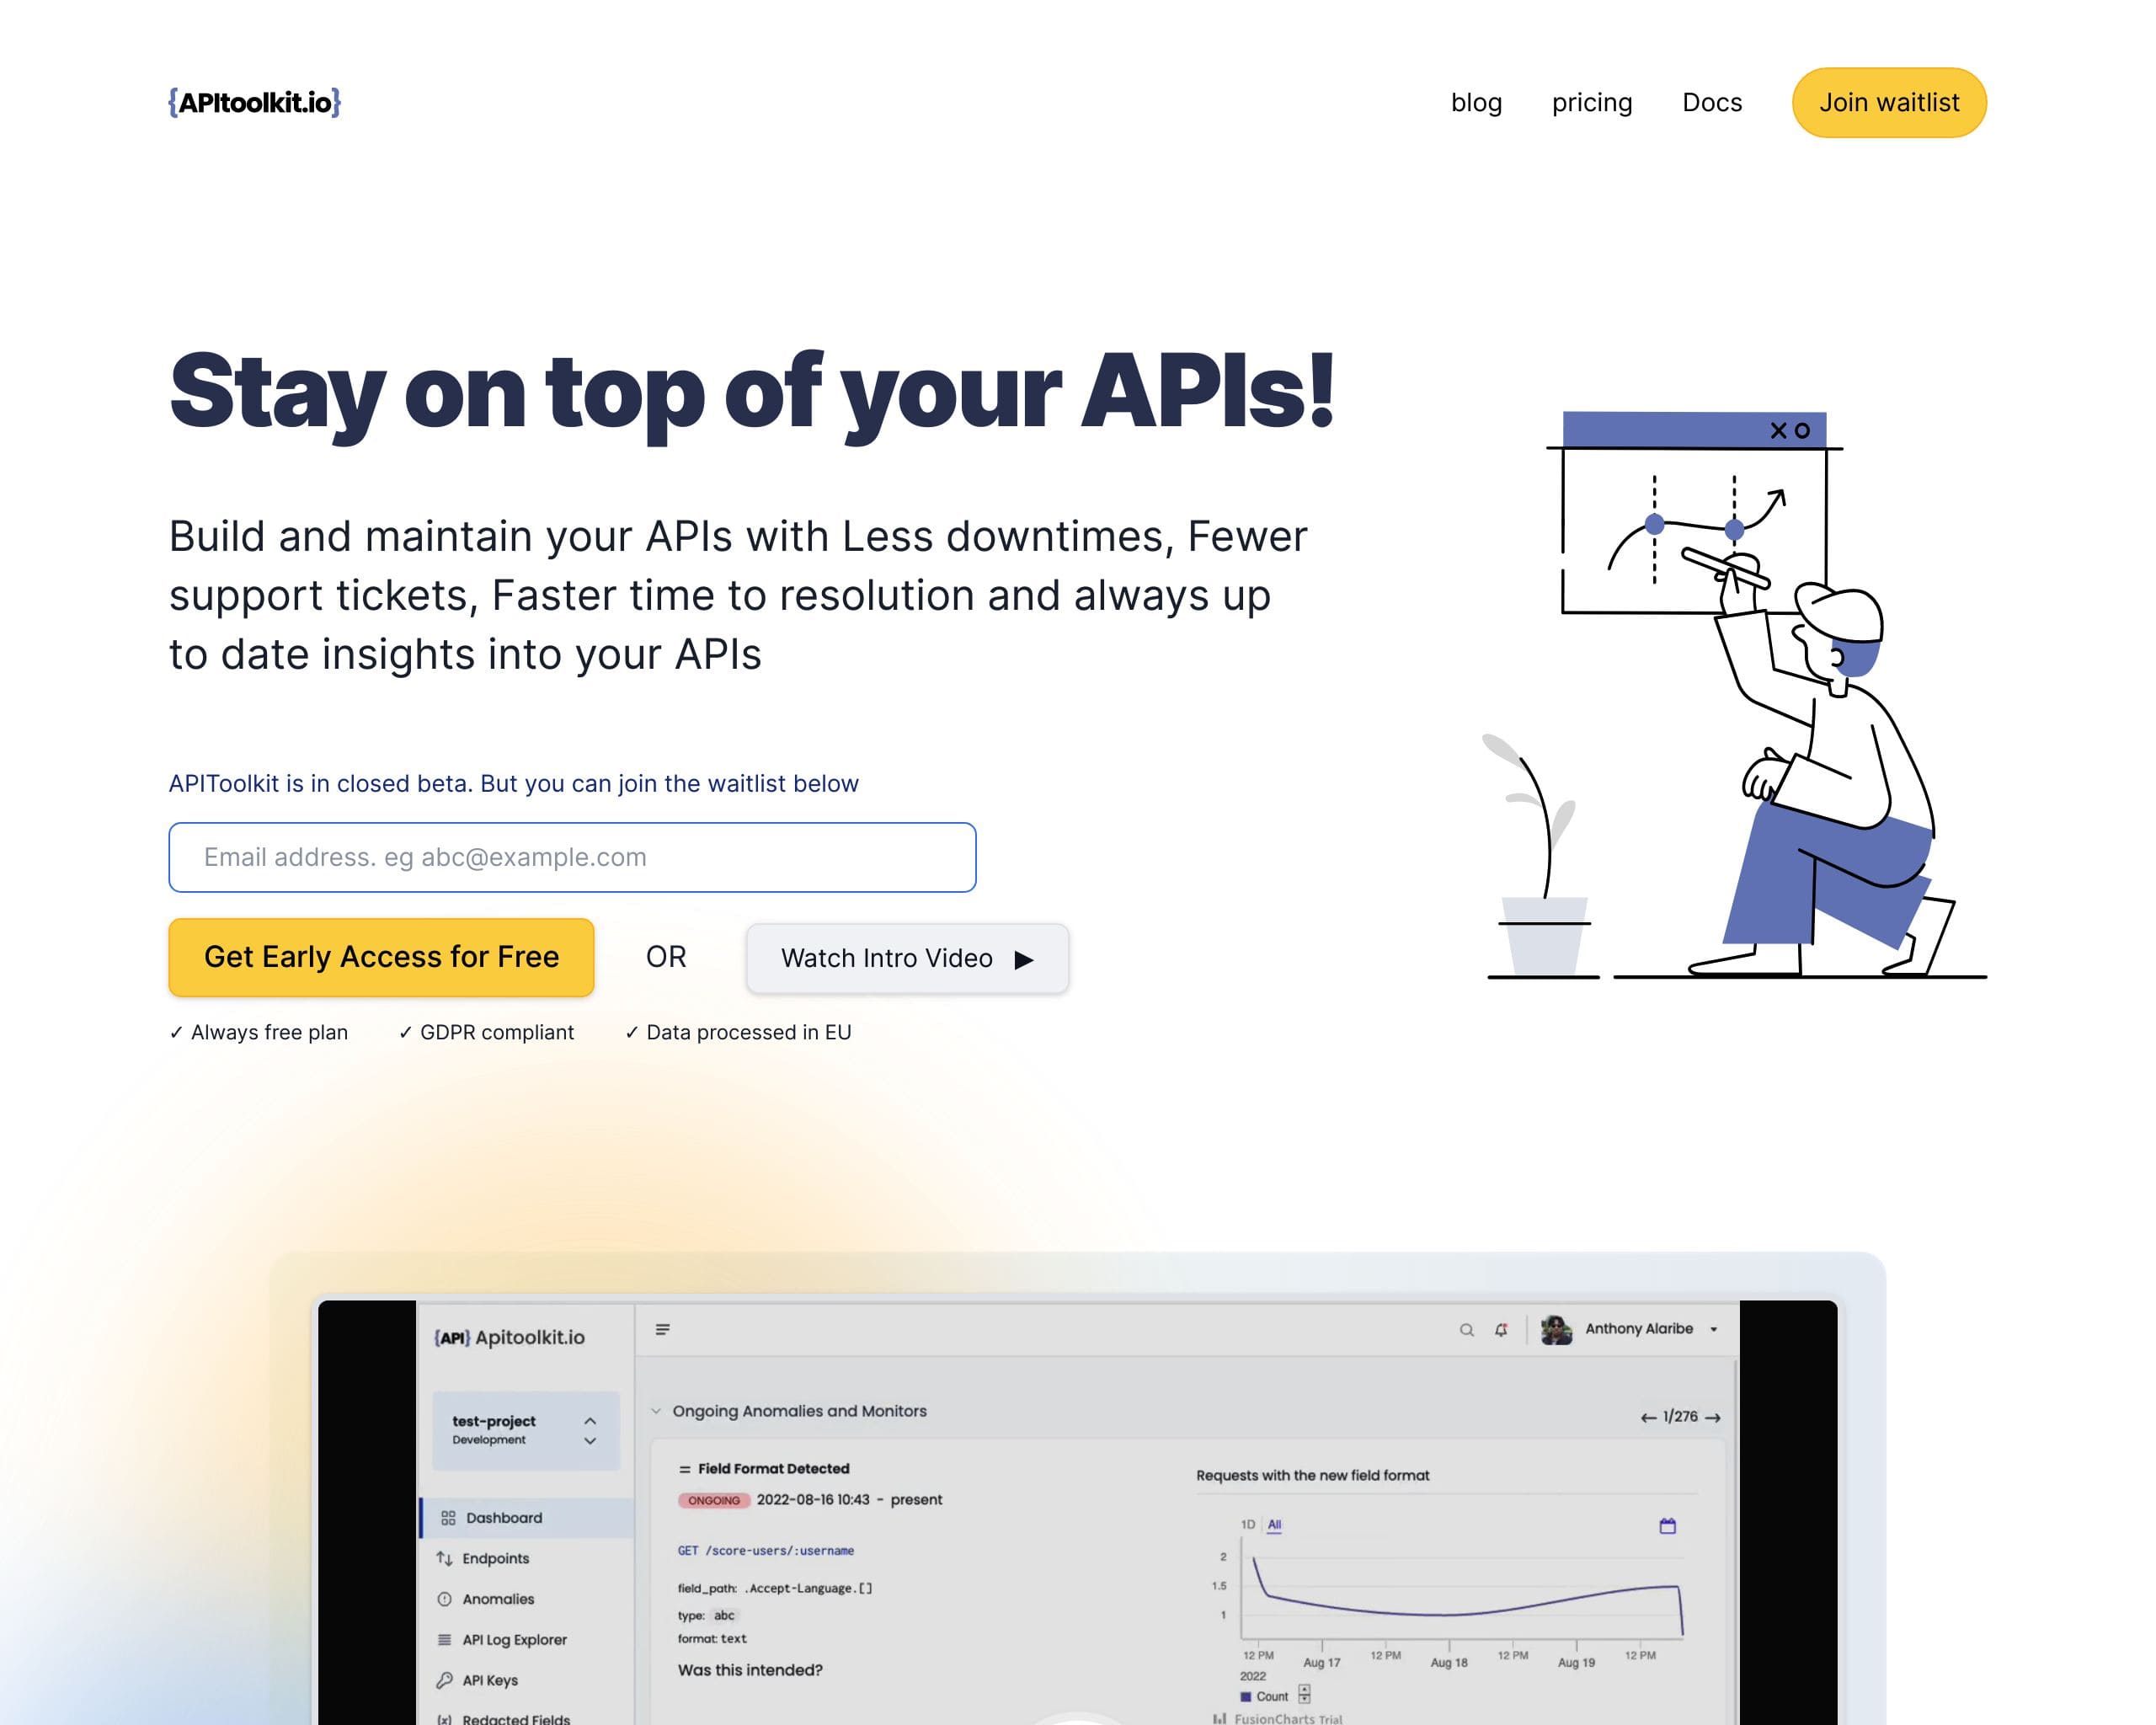 {APItoolkit.io}
blog pricing Docs Join waitlist
Stay on top of your APIs!
Build and maintain your APIs with Less downtimes, Fewer
support tickets, Faster time to resolution and always up
to date insights into your APIs
APIToolkit is in closed beta. But you can join the waitlist below
Email address. eg abc@example.com
Get Early Access for Free OR Watch Intro Video ▶
✓ Always free plan ✓ GDPR compliant ✓ Data processed in EU
{API} Apitoolkit.io
Anthony Alaribe
test-project
Development
Dashboard
Endpoints
Anomalies
API Log Explorer
API Keys
Redacted Fields
Ongoing Anomalies and Monitors
← 1/276 →
Field Format Detected
ONGOING 2022-08-16 10:43 - present
GET /score-users/:username
field_path: .Accept-Language.[]
type: abc
format: text
Was this intended?
Requests with the new field format
1D All
2
1.5
1
12 PM Aug 17 12 PM Aug 18 12 PM Aug 19 12 PM
2022
Count
FusionCharts Trial